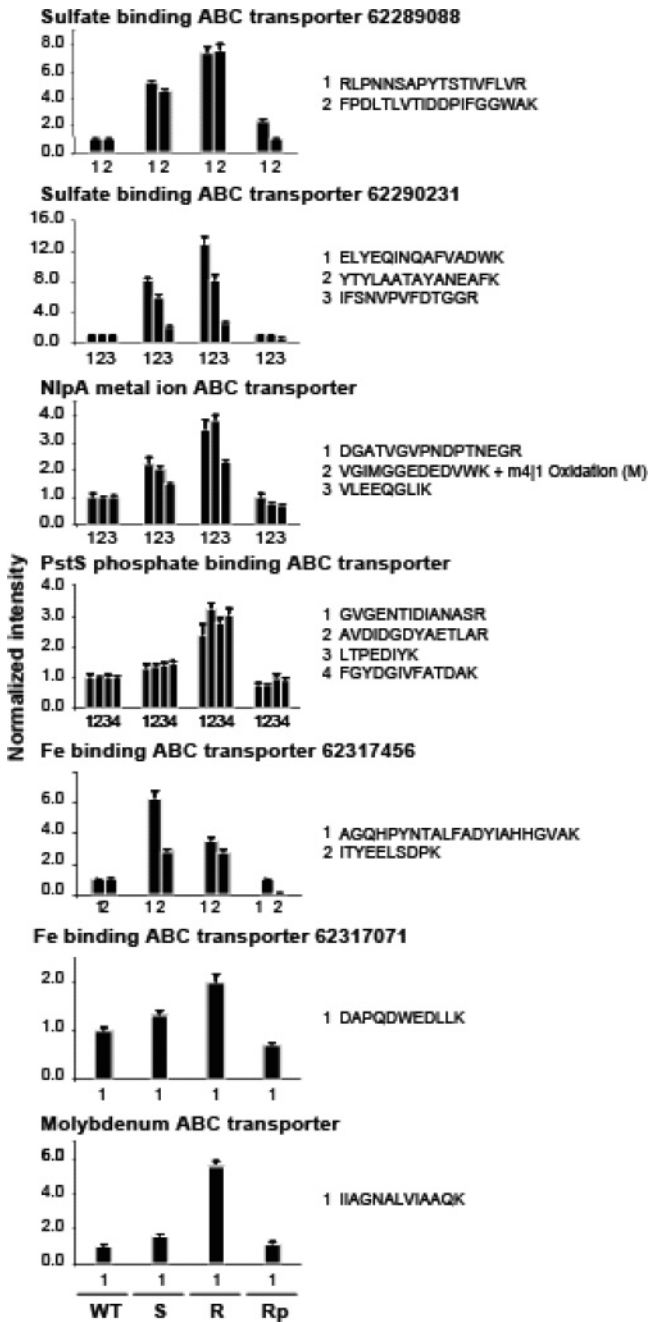 Sulfate binding ABC transporter 62289088
8.0
6.0
4.0
2.0
0.0
1 2 1 2 1 2 1 2
1 RLPNNSAPYTSTIVFLVR
2 FPDLTLVTIDDPIFGGWAK
Sulfate binding ABC transporter 62290231
16.0
12.0
8.0
4.0
0.0
123 123 123 123
1 ELYEQINQAFVADWK
2 YTYLAATAYANEAFK
3 IFSNVPVFDTGGR
NlpA metal ion ABC transporter
4.0
3.0
2.0
1.0
0.0
123 123 123 123
1 DGATVGVPNDPTNEGR
2 VGIMGGEDEDVWK + m4|1 Oxidation (M)
3 VLEEQGLIK
Normalized intensity
PstS phosphate binding ABC transporter
4.0
3.0
2.0
1.0
0.0
1234 1234 1234 1234
1 GVGENTIDIANASR
2 AVDIDGDYAETLAR
3 LTPEDIYK
4 FGYDGIVFATDAK
Fe binding ABC transporter 62317456
6.0
4.0
2.0
0.0
12 1 2 1 2 1 2
1 AGQHPYNTALFADYIAHHGVAK
2 ITYEELSDPK
Fe binding ABC transporter 62317071
2.0
1.0
0.0
1 1 1 1
1 DAPQDWEDLLK
Molybdenum ABC transporter
6.0
4.0
2.0
0.0
1 1 1 1
1 IIAGNALVIAAQK
WT S R Rp